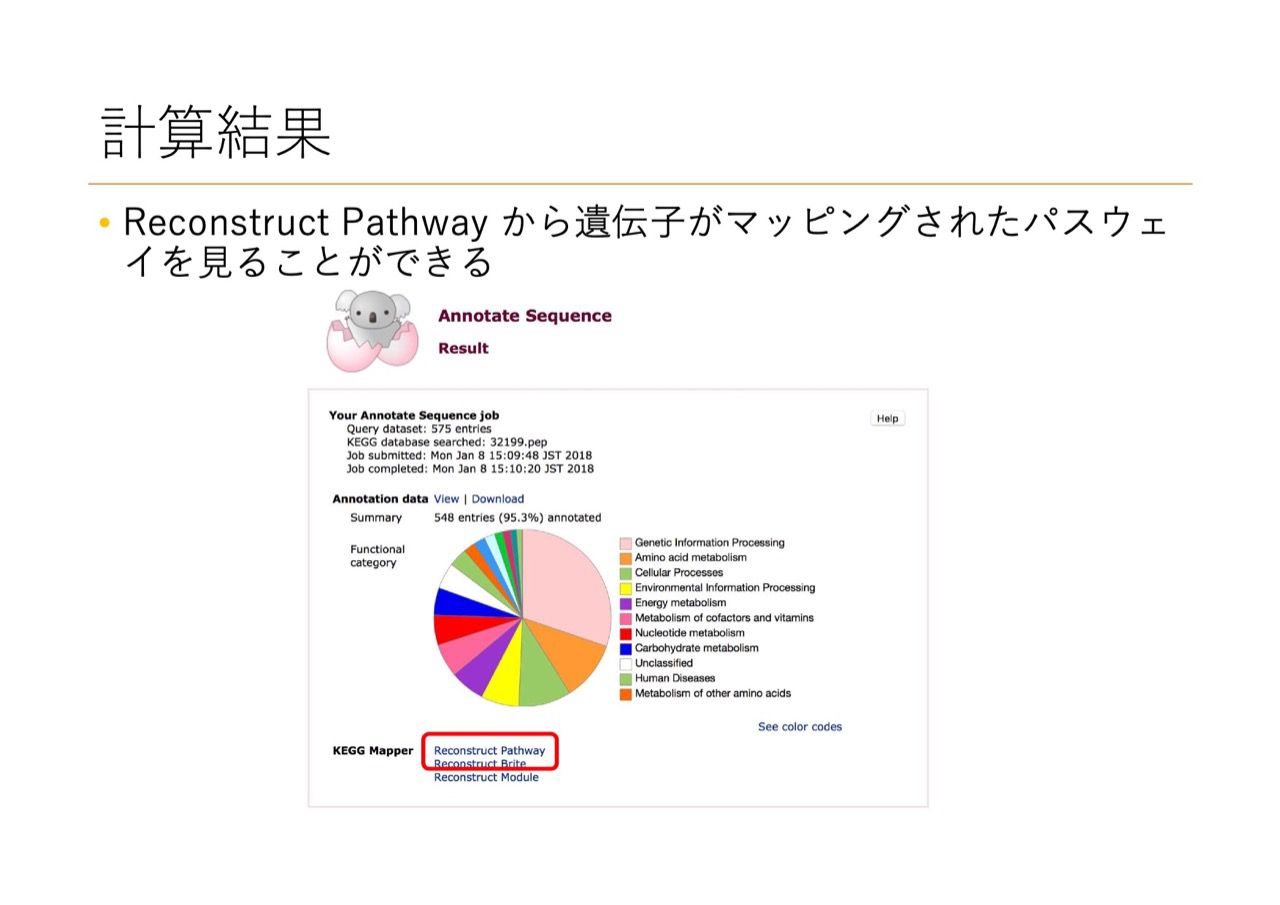 計算結果
• Reconstruct Pathway から遺伝子がマッピングされたパスウェ
イを見ることができる
Annotate Sequence
Result
Your Annotate Sequence job
Help
Query dataset: 575 entries
KEGG database searched: 32199.pep
Job submitted: Mon Jan 8 15:09:48 JST 2018
Job completed: Mon Jan 8 15:10:20 JST 2018
Annotation data View | Download
Summary 548 entries (95.3%) annotated
Functional
category
Genetic Information Processing
Amino acid metabolism
Cellular Processes
Environmental Information Processing
Energy metabolism
Metabolism of cofactors and vitamins
Nucleotide metabolism
Carbohydrate metabolism
Unclassified
Human Diseases
Metabolism of other amino acids
See color codes
KEGG Mapper Reconstruct Pathway
Reconstruct Brite
Reconstruct Module